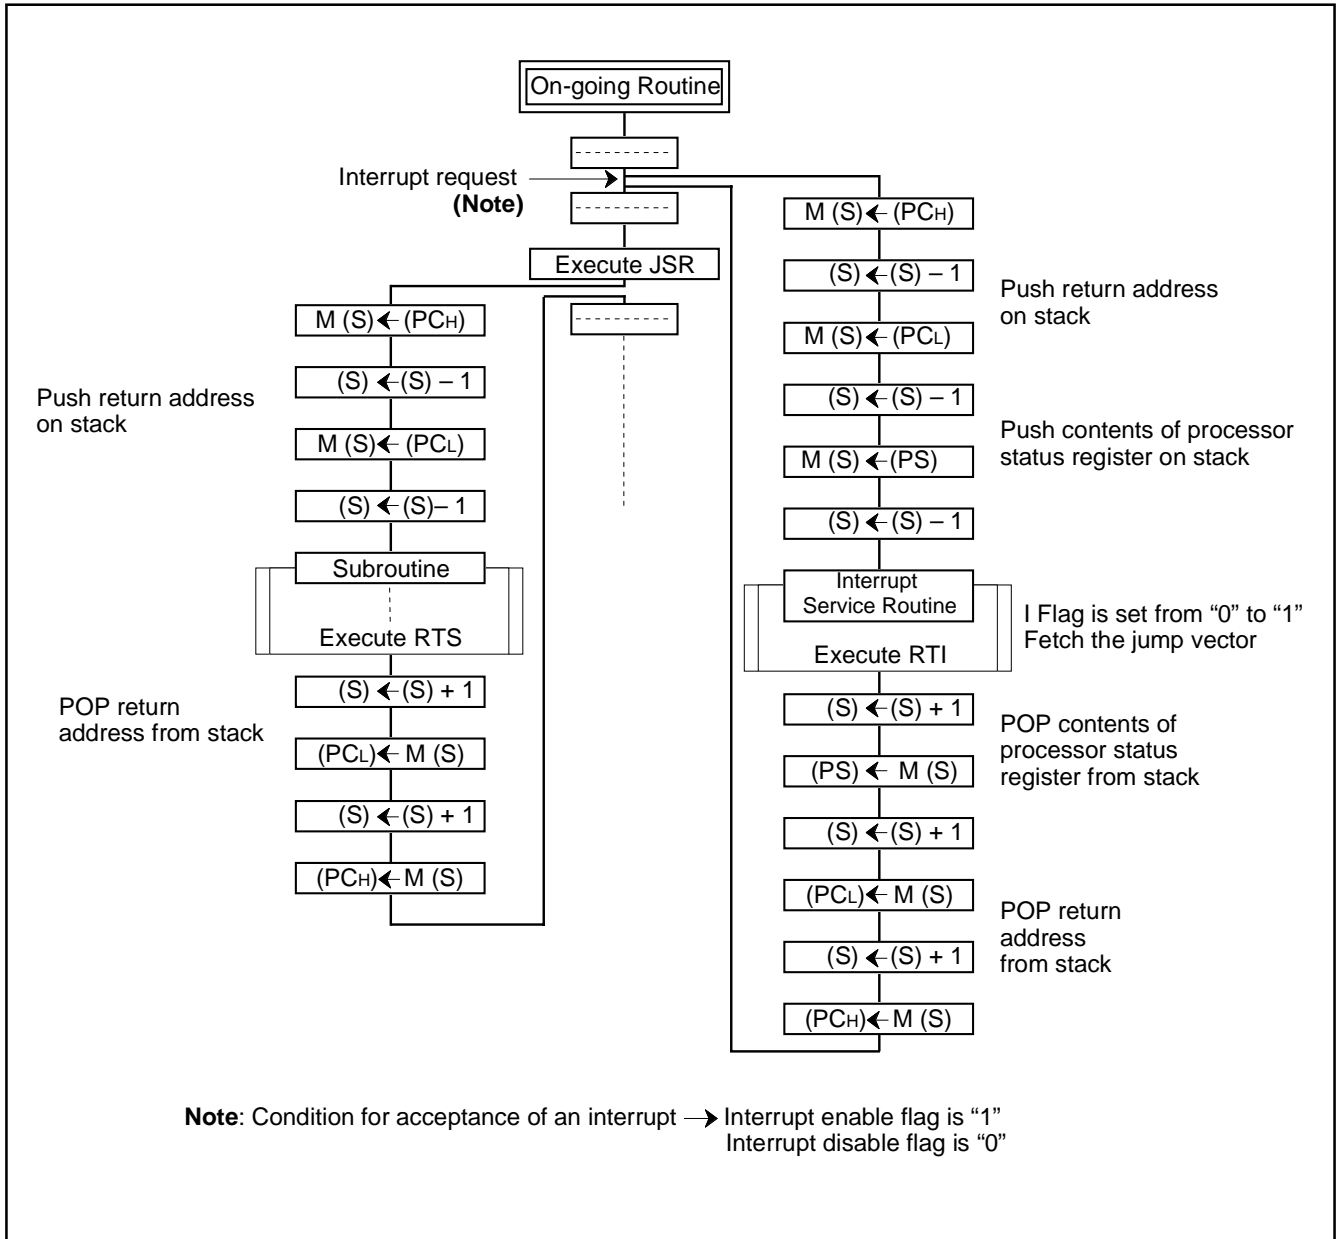 On-going Routine
Interrupt request
(Note)
Execute JSR
M (S) ← (PCH)
(S) ← (S) – 1
M (S) ← (PCL)
(S) ← (S)– 1
Push return address
on stack
Subroutine
Execute RTS
(S) ← (S) + 1
(PCL) ← M (S)
(S) ← (S) + 1
(PCH) ← M (S)
POP return
address from stack
M (S) ← (PCH)
(S) ← (S) – 1
M (S) ← (PCL)
(S) ← (S) – 1
M (S) ← (PS)
(S) ← (S) – 1
Push return address
on stack
Push contents of processor
status register on stack
Interrupt
Service Routine
Execute RTI
I Flag is set from “0” to “1”
Fetch the jump vector
(S) ← (S) + 1
(PS) ← M (S)
(S) ← (S) + 1
(PCL) ← M (S)
(S) ← (S) + 1
(PCH) ← M (S)
POP contents of
processor status
register from stack
POP return
address
from stack
Note: Condition for acceptance of an interrupt → Interrupt enable flag is “1”
Interrupt disable flag is “0”